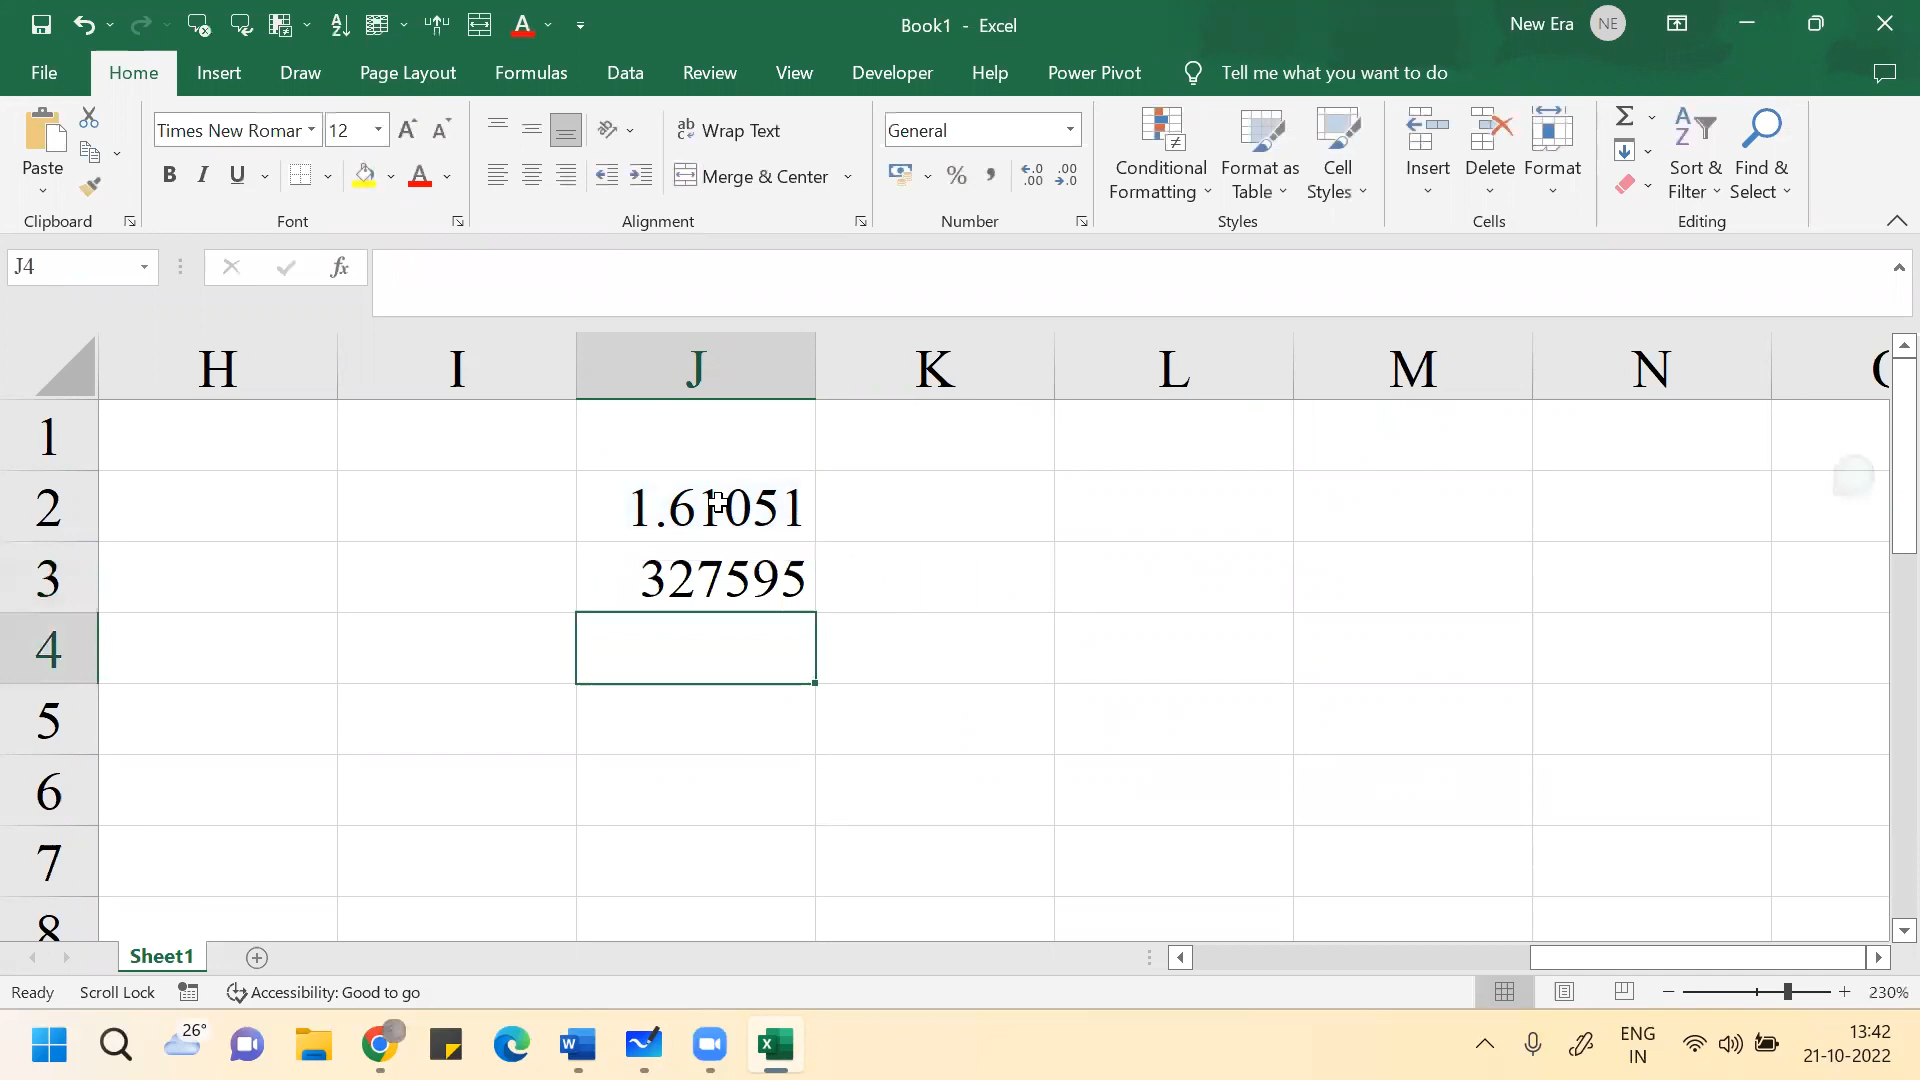 Book1 - Excel
New Era NE
File Home Insert Draw Page Layout Formulas Data Review View Developer Help Power Pivot Tell me what you want to do
Paste
Clipboard
Times New Romar 12
B I U A
Font
ab
c
Wrap Text
Merge & Center
Alignment
General
% ,
Number
Conditional
Formatting
Format as
Table
Cell
Styles
Styles
Insert
Delete
Format
Cells
Sort &
Filter
Find &
Select
Editing
J4 fx
H I J K L M N
1
2 1.61051
3 327595
4
5
6
7
8
Sheet1
Ready Scroll Lock Accessibility: Good to go 230%
26°
ENG
IN
13:42
21-10-2022